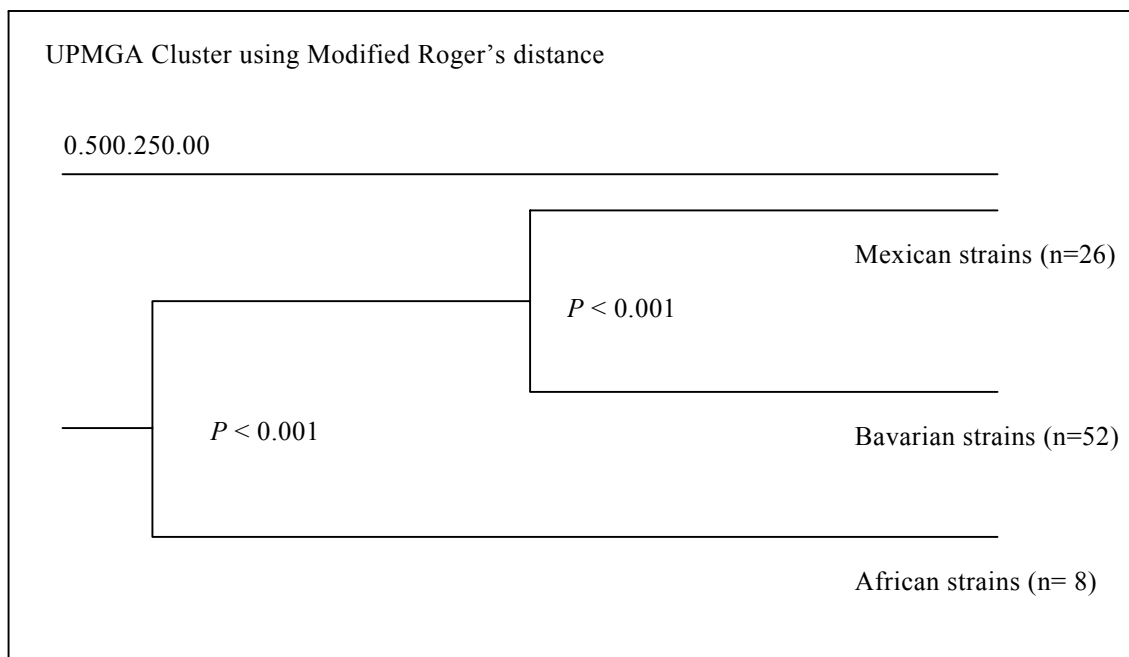 UPMGA Cluster using Modified Roger’s distance
0.500.250.00
Mexican strains (n=26)
P < 0.001
P < 0.001
Bavarian strains (n=52)
African strains (n= 8)